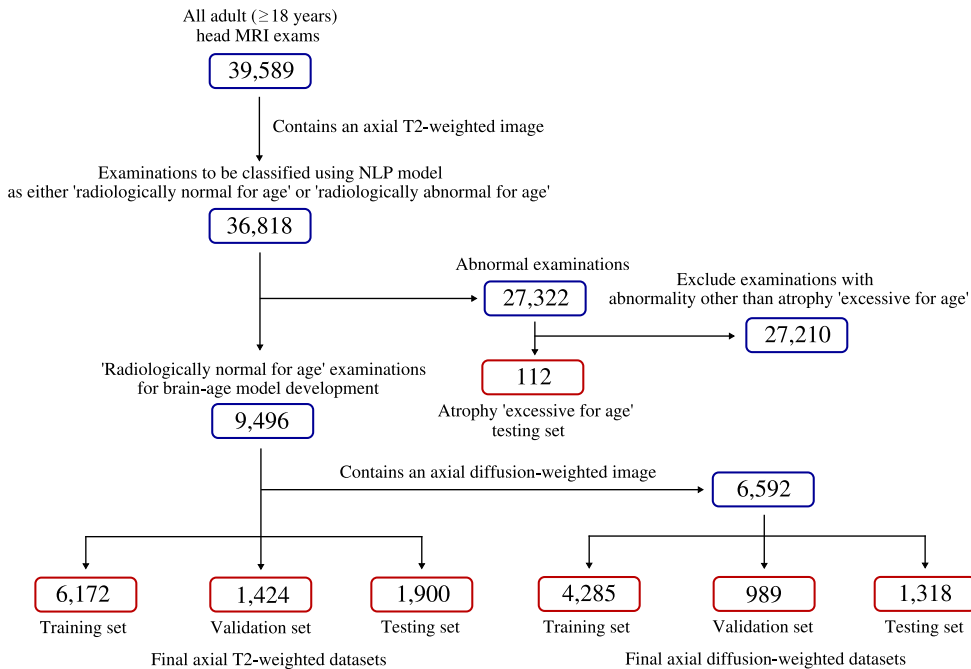 All adult (≥18 years)
head MRI exams
39,589
Contains an axial T2-weighted image
Examinations to be classified using NLP model
as either 'radiologically normal for age' or 'radiologically abnormal for age'
36,818
Abnormal examinations
27,322
Exclude examinations with
abnormality other than atrophy 'excessive for age'
27,210
112
Atrophy 'excessive for age'
testing set
'Radiologically normal for age' examinations
for brain-age model development
9,496
Contains an axial diffusion-weighted image
6,592
6,172
1,424
1,900
Training set
Validation set
Testing set
Final axial T2-weighted datasets
4,285
989
1,318
Training set
Validation set
Testing set
Final axial diffusion-weighted datasets